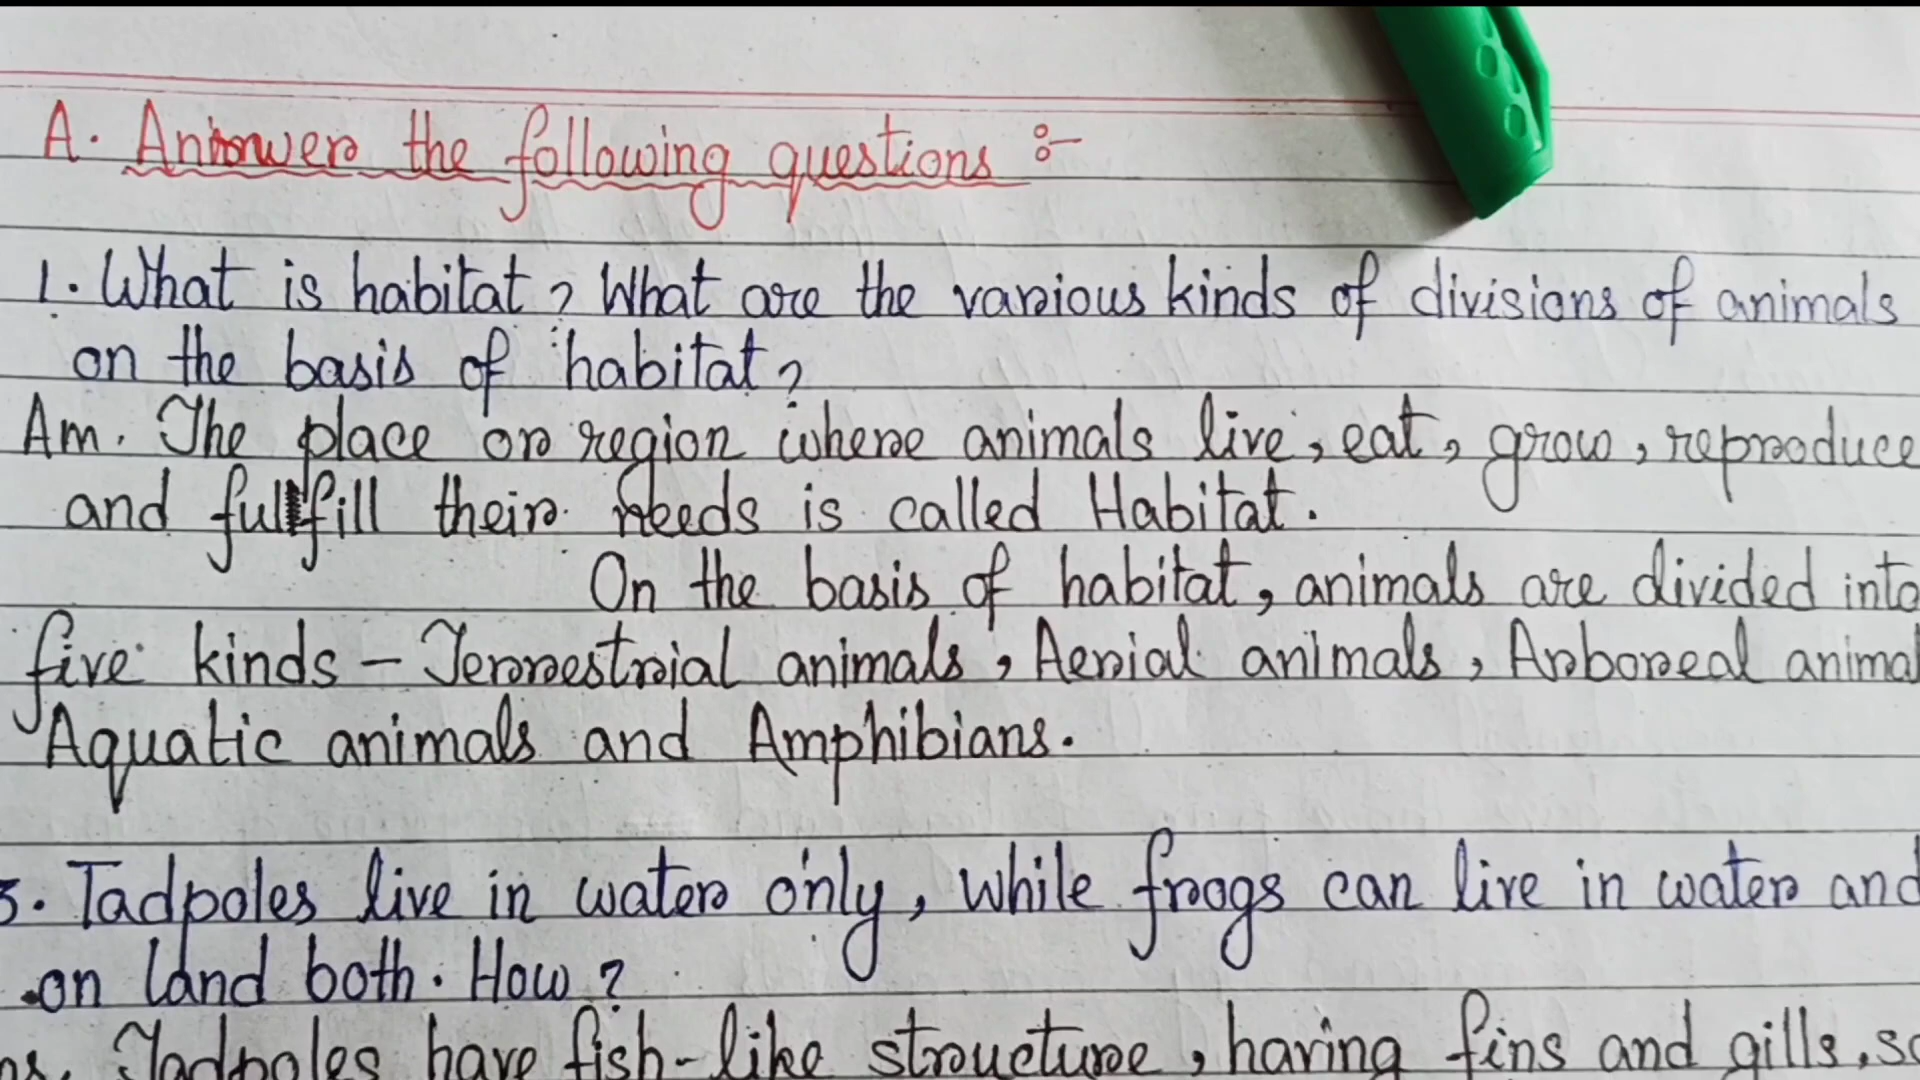 A. Answer the following questions :-
1. What is habitat? What are the various kinds of divisions of animals
on the basis of habitat?
Ans. The place or region where animals live, eat, grow, reproduce
and fullfill their needs is called Habitat.
On the basis of habitat, animals are divided into
five kinds - Terrestrial animals, Aerial animals, Arboreal animal
Aquatic animals and Amphibians.
3. Tadpoles live in water only, while frogs can live in water and
on land both. How?
ns. Tadpoles have fish-like structure, having fins and gills, so